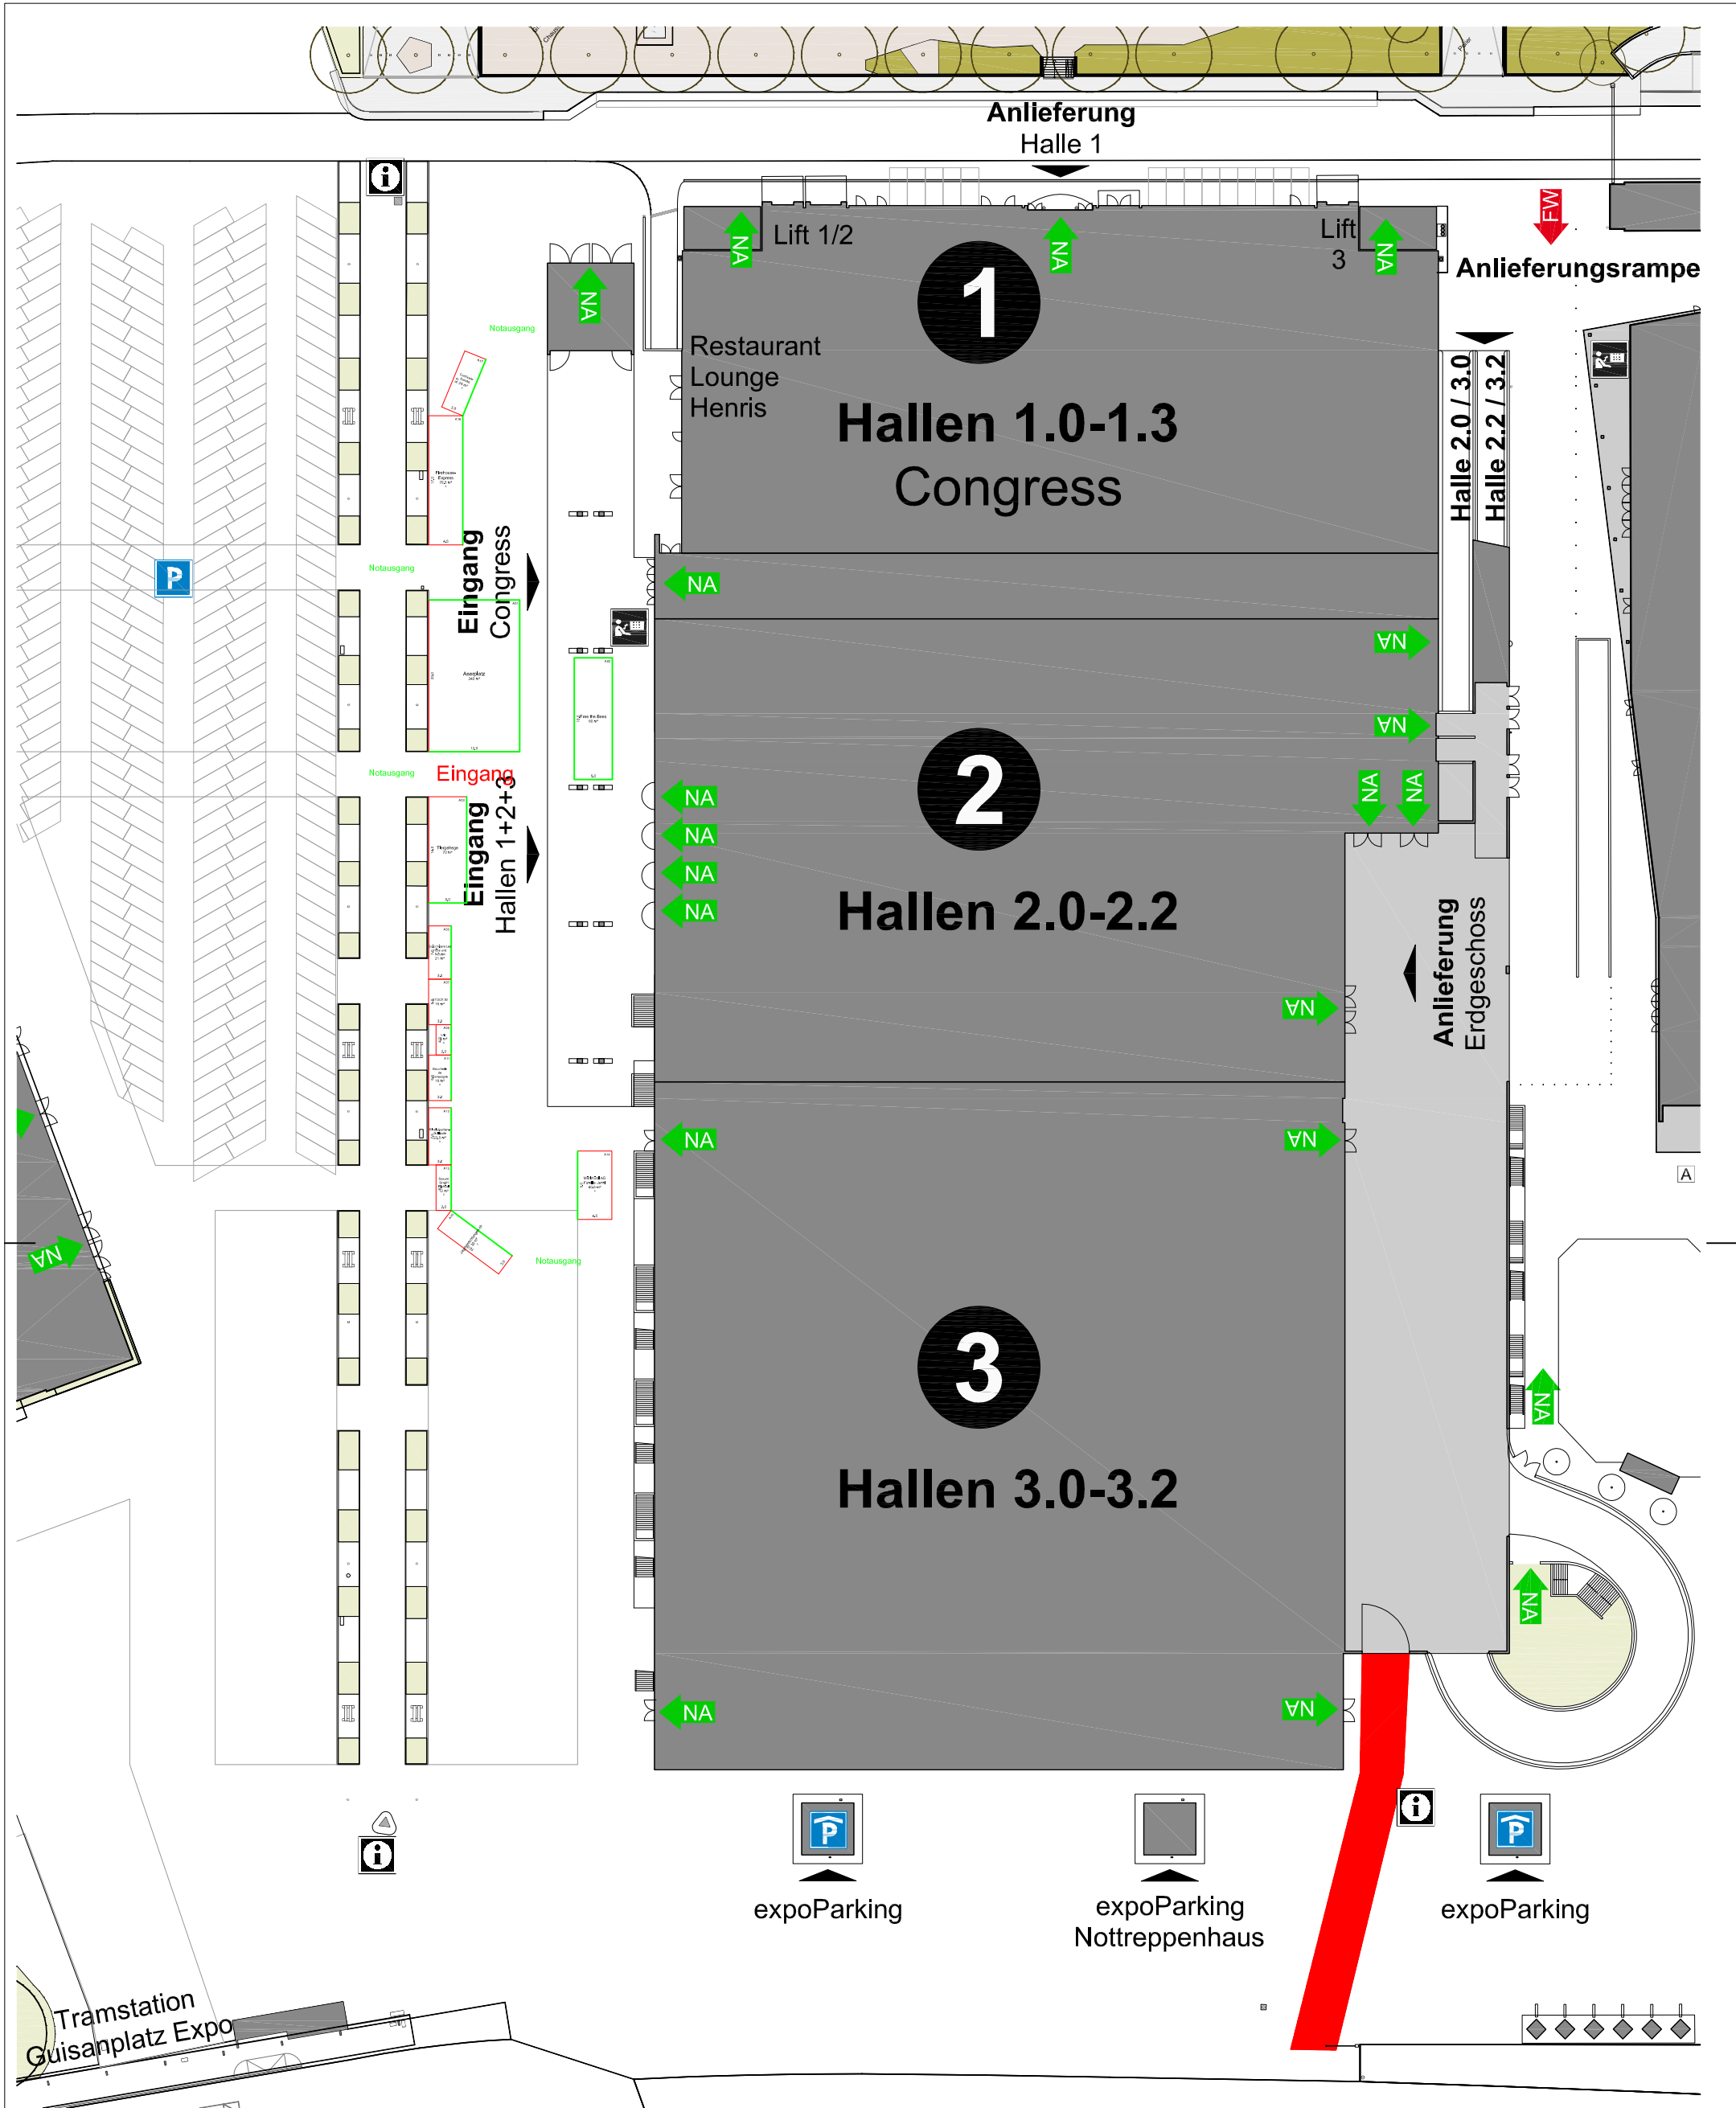 Anlieferung
Halle 1
FW
NA
Lift 1/2
NA
Lift
3
NA
NA
1
Anlieferungsrampe
Notausgang
Restaurant
Lounge
Henris
Hallen 1.0-1.3
Congress
Halle 2.0 / 3.0
Halle 2.2 / 3.2
Eingang
Congress
Notausgang
P
NA
NA
Aareplatz
NA
Notausgang
Eingang
Eingang
Hallen 1+2+3
2
NA
NA
NA
NA
NA
NA
Hallen 2.0-2.2
Anlieferung
Erdgeschoss
NA
NA
NA
A
NA
Notausgang
3
NA
Hallen 3.0-3.2
NA
NA
NA
P
i
P
i
expoParking
expoParking
Nottreppenhaus
expoParking
Tramstation
Guisanplatz Expo
i